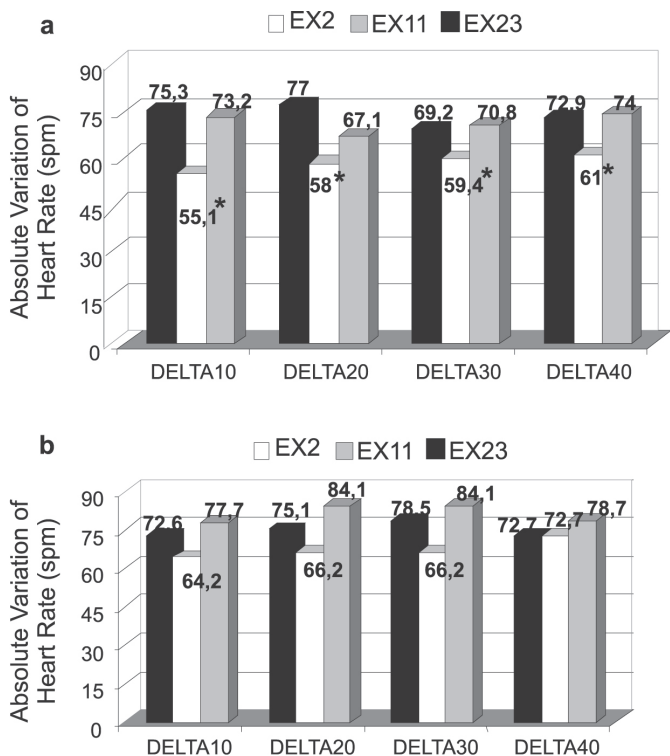 a
EX2 EX11 EX23
Absolute Variation of
Heart Rate (spm)
90
75
60
45
30
15
0
75,3 55,1* 73,2
77 58* 67,1
69,2 59,4* 70,8
72,9 61* 74
DELTA10 DELTA20 DELTA30 DELTA40
b
EX2 EX11 EX23
Absolute Variation of
Heart Rate (spm)
90
75
60
45
30
15
0
72,6 64,2 77,7
75,1 66,2 84,1
78,5 66,2 84,1
72,7 72,7 78,7
DELTA10 DELTA20 DELTA30 DELTA40